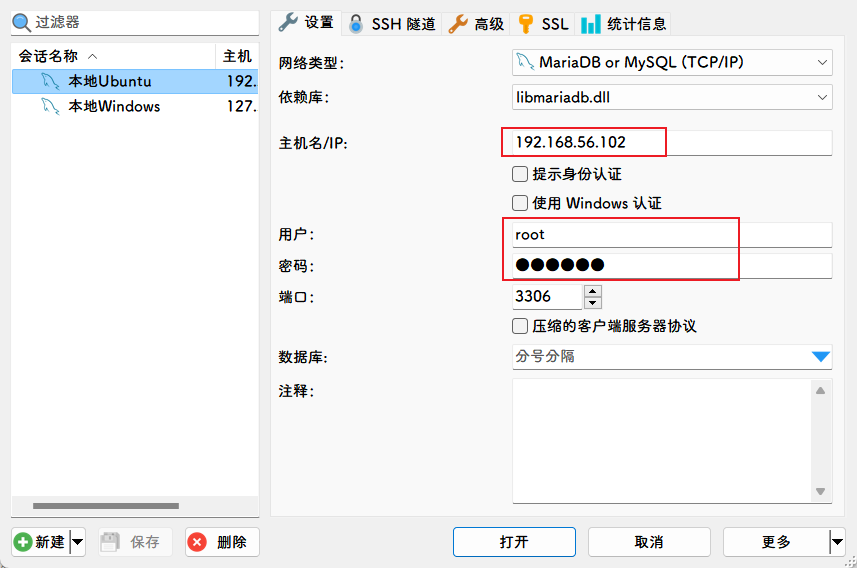 过滤器
会话名称 主机
本地Ubuntu 192.
本地Windows 127.
设置 SSH 隧道 高级 SSL 统计信息
网络类型: MariaDB or MySQL (TCP/IP)
依赖库: libmariadb.dll
主机名/IP: 192.168.56.102
提示身份认证
使用 Windows 认证
用户: root
密码: ●●●●●●
端口: 3306
压缩的客户端服务器协议
数据库: 分号分隔
注释:
新建 保存 删除 打开 取消 更多